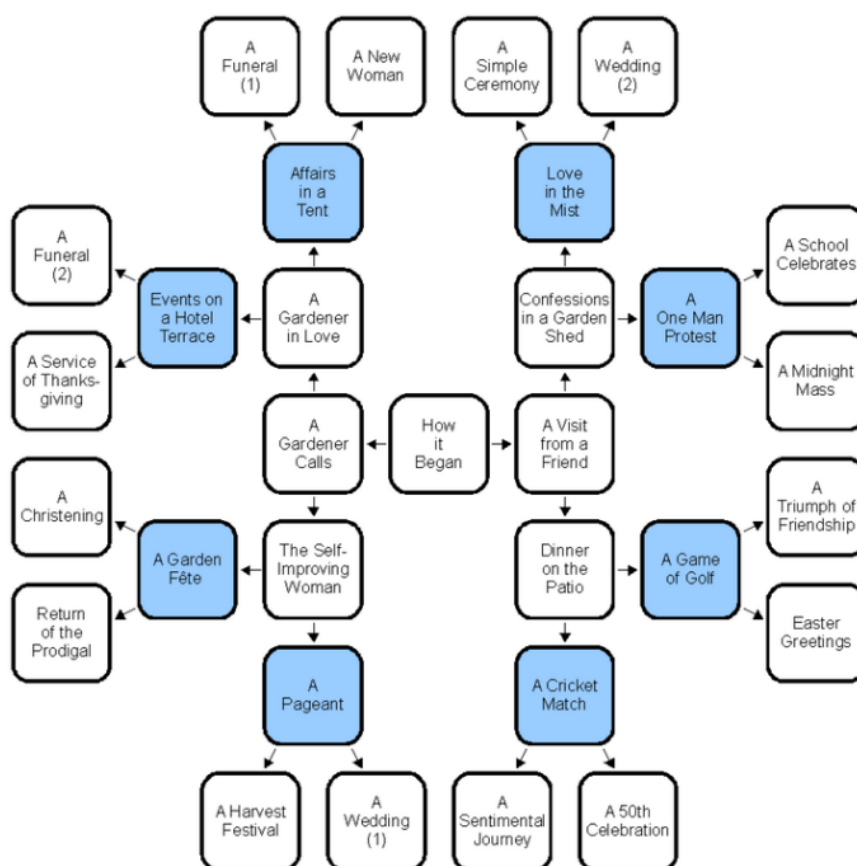 A
Funeral
(1)
A New
Woman
A
Simple
Ceremony
A
Wedding
(2)
Affairs
in a
Tent
Love
in the
Mist
A
Funeral
(2)
Events on
a Hotel
Terrace
A
Gardener
in Love
Confessions
in a Garden
Shed
A
One Man
Protest
A School
Celebrates
A Service
of Thanks-
giving
A Midnight
Mass
A
Gardener
Calls
How
it
Began
A Visit
from a
Friend
A
Christening
A Garden
Fête
The Self-
Improving
Woman
Dinner
on the
Patio
A Game
of Golf
A
Triumph of
Friendship
Return
of the
Prodigal
Easter
Greetings
A
Pageant
A Cricket
Match
A Harvest
Festival
A
Wedding
(1)
A
Sentimental
Journey
A 50th
Celebration